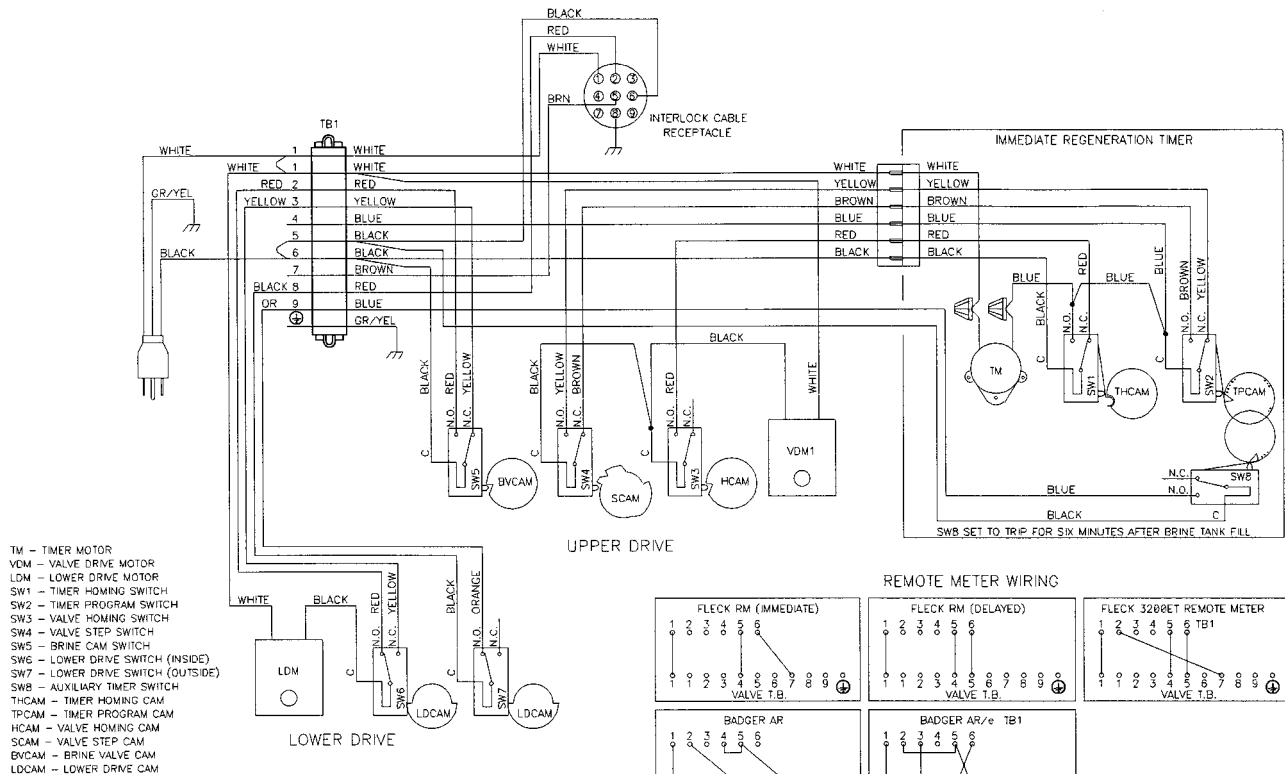 BLACK
RED
WHITE
1 2 3
4 5 6
7 8 9
BRN
INTERLOCK CABLE
RECEPTACLE
TB1
WHITE 1 WHITE
WHITE 1 WHITE
RED 2 RED
YELLOW 3 YELLOW
4 BLUE
5 BLACK
BLACK 6 BLACK
7 BROWN
BLACK 8 RED
OR 9 BLUE
GR/YEL
GR/YEL
IMMEDIATE REGENERATION TIMER
WHITE WHITE
YELLOW YELLOW
BROWN BROWN
BLUE BLUE
RED RED
BLACK BLACK
BLUE
BLACK
RED
BLUE
BLUE
BROWN
YELLOW
N.O.
N.C.
C
SW1
THCAM
TM
N.O.
N.C.
C
SW2
TPCAM
N.C.
N.O.
C
SW8
BLUE
BLACK
SW8 SET TO TRIP FOR SIX MINUTES AFTER BRINE TANK FILL
BLACK
RED
YELLOW
N.O.
N.C.
C
SW5
BVCAM
BLACK
YELLOW
BROWN
N.O.
N.C.
C
SW4
SCAM
RED
N.O.
N.C.
C
SW3
HCAM
BLACK
WHITE
VDM1
UPPER DRIVE
WHITE
BLACK
RED
YELLOW
N.O.
N.C.
C
LDM
SW6
LDCAM
BLACK
ORANGE
N.O.
N.C.
C
SW7
LDCAM
LOWER DRIVE
TM – TIMER MOTOR
VDM – VALVE DRIVE MOTOR
LDM – LOWER DRIVE MOTOR
SW1 – TIMER HOMING SWITCH
SW2 – TIMER PROGRAM SWITCH
SW3 – VALVE HOMING SWITCH
SW4 – VALVE STEP SWITCH
SW5 – BRINE CAM SWITCH
SW6 – LOWER DRIVE SWITCH (INSIDE)
SW7 – LOWER DRIVE SWITCH (OUTSIDE)
SW8 – AUXILIARY TIMER SWITCH
THCAM – TIMER HOMING CAM
TPCAM – TIMER PROGRAM CAM
HCAM – VALVE HOMING CAM
SCAM – VALVE STEP CAM
BVCAM – BRINE VALVE CAM
LDCAM – LOWER DRIVE CAM
REMOTE METER WIRING
FLECK RM (IMMEDIATE)
1 2 3 4 5 6
1 1 2 3 4 5 6 7 8 9
VALVE T.B.
FLECK RM (DELAYED)
1 2 3 4 5 6
1 1 2 3 4 5 6 7 8 9
VALVE T.B.
FLECK 3200ET REMOTE METER
1 2 3 4 5 6 TB1
1 1 2 3 4 5 6 7 8 9
VALVE T.B.
BADGER AR
1 2 3 4 5 6
BADGER AR/e TB1
1 2 3 4 5 6